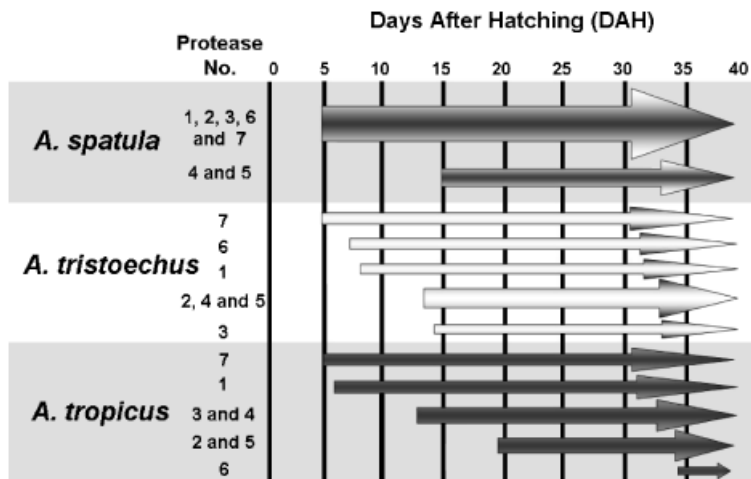 Days After Hatching (DAH)
Protease
No.
0 5 10 15 20 25 30 35 40
A. spatula
1, 2, 3, 6
and 7
4 and 5
A. tristoechus
7
6
1
2, 4 and 5
3
A. tropicus
7
1
3 and 4
2 and 5
6